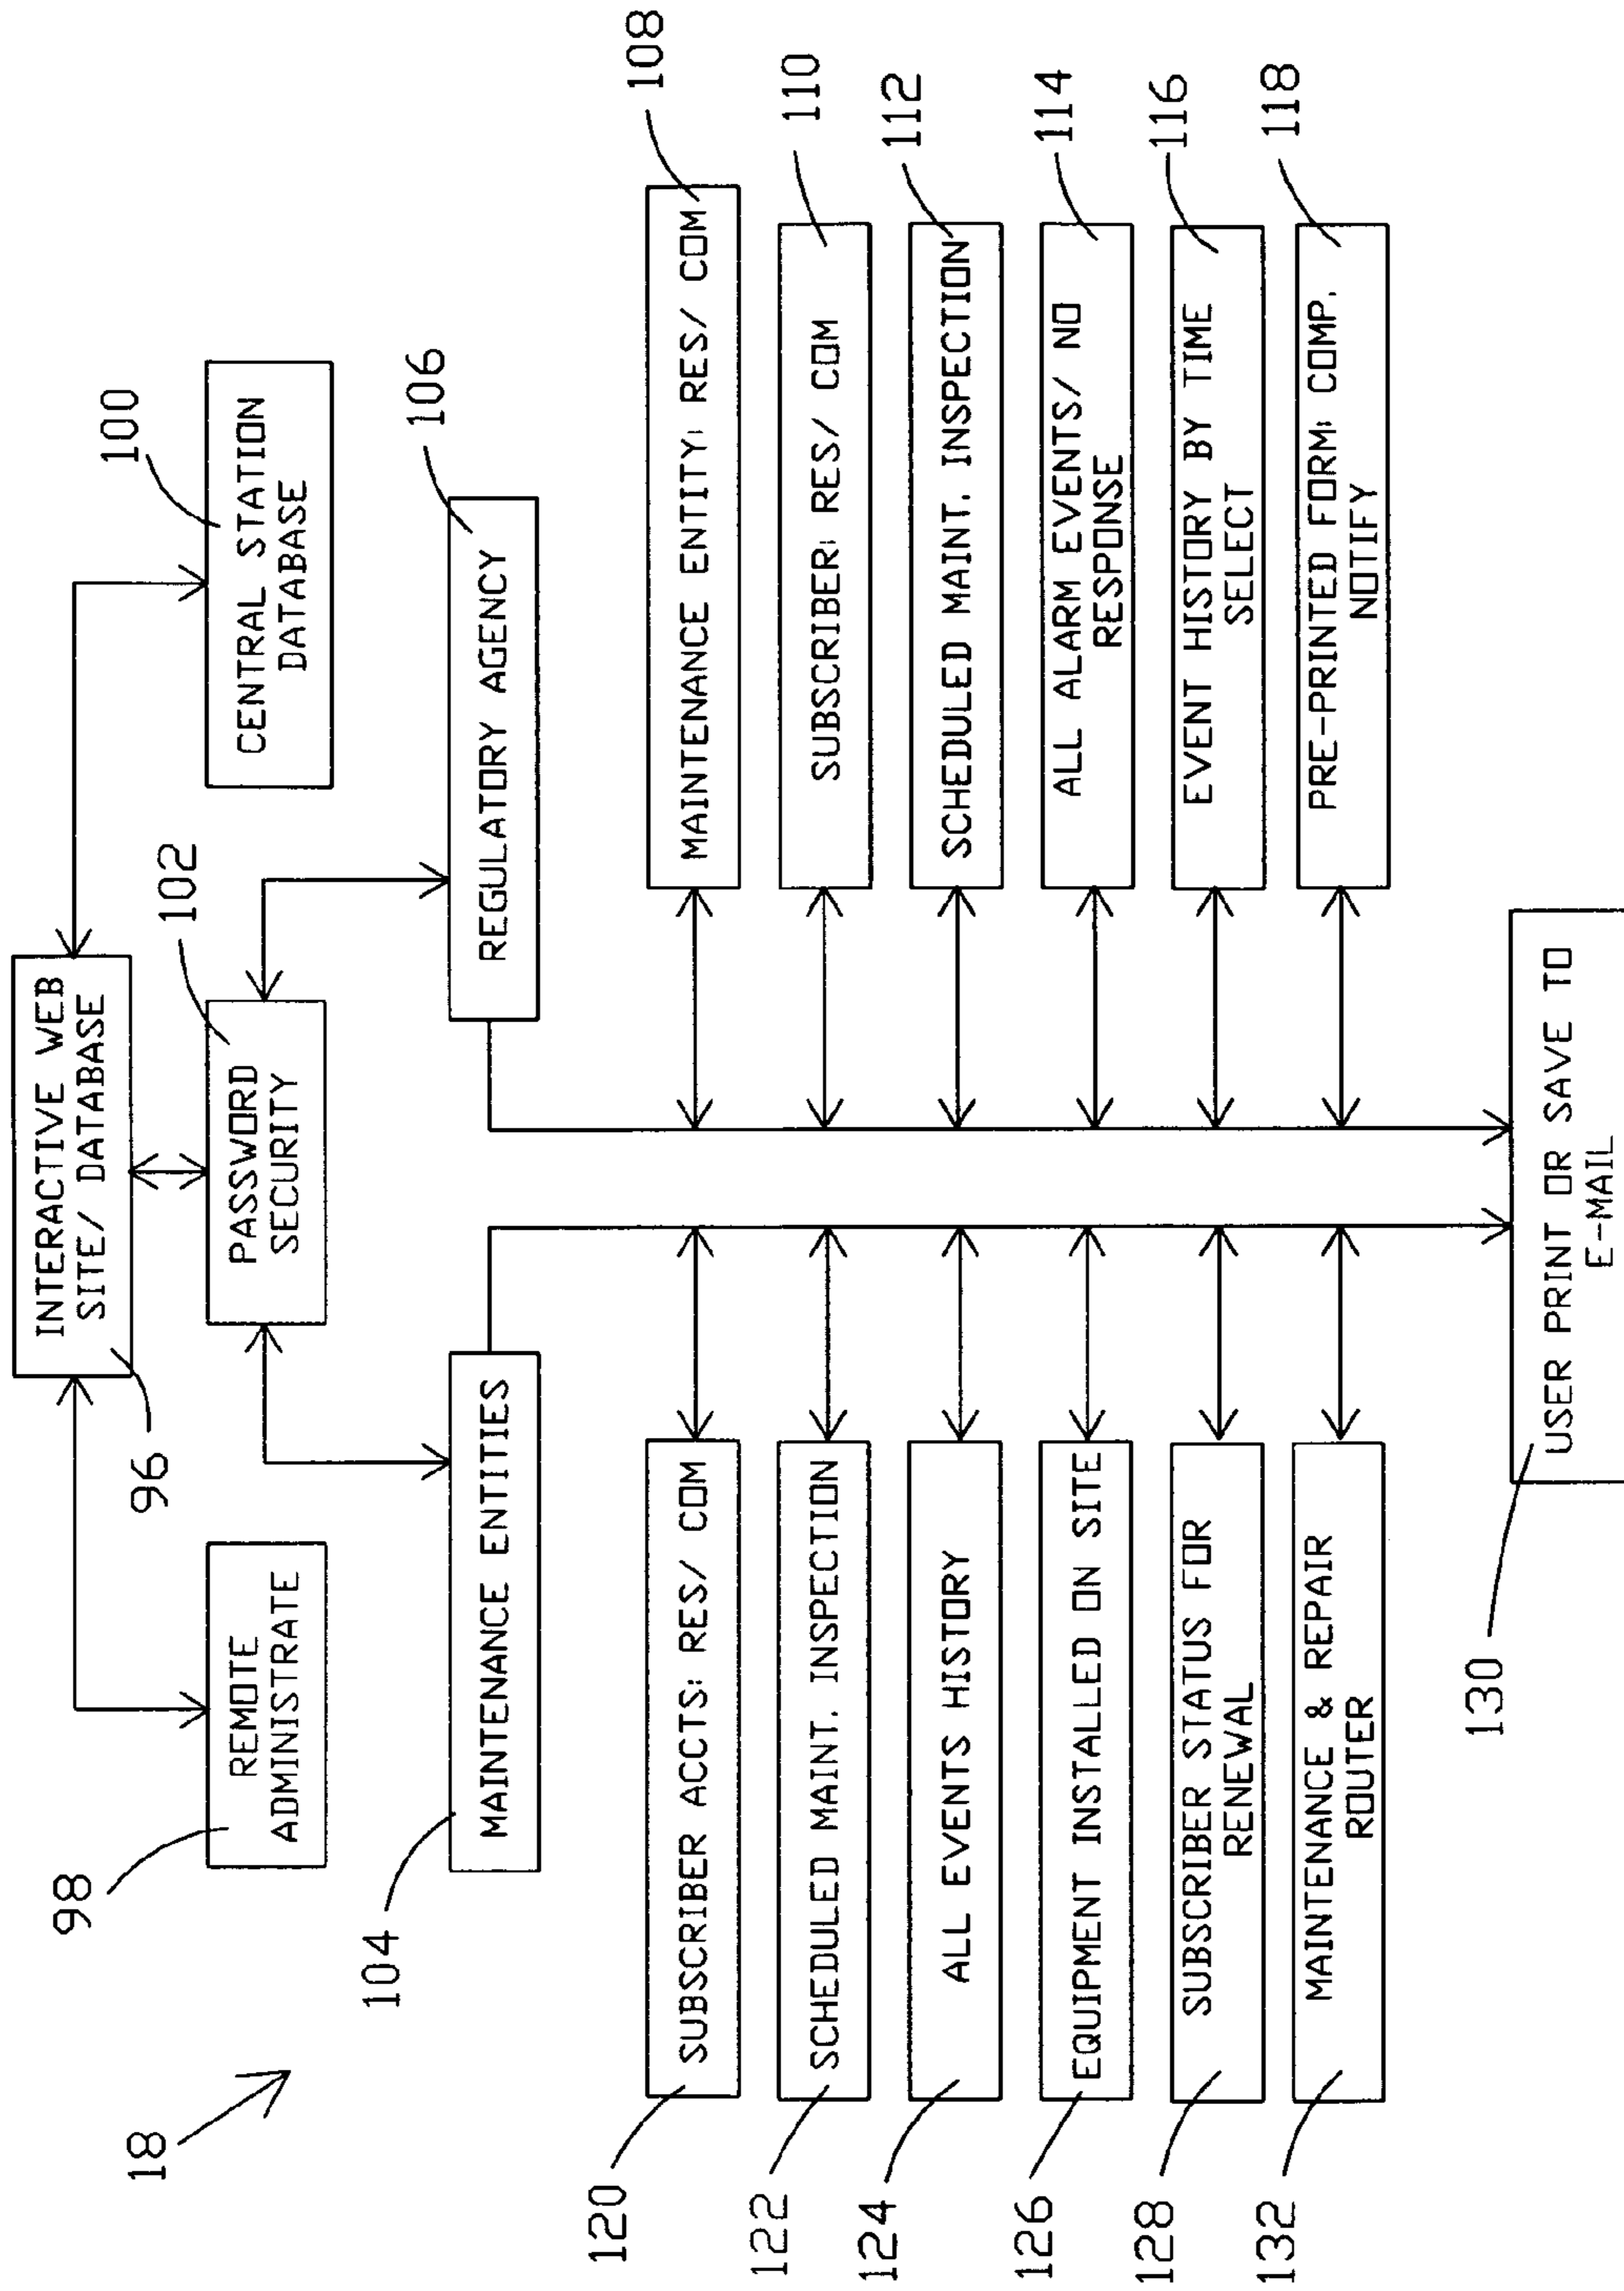 18
INTERACTIVE WEB
SITE/ DATABASE
96
REMOTE
ADMINISTRATE
98
PASSWORD
SECURITY
102
CENTRAL STATION
DATABASE
100
MAINTENANCE ENTITIES
104
REGULATORY AGENCY
106
SUBSCRIBER ACCTS: RES/ COM
120
SCHEDULED MAINT. INSPECTION
122
ALL EVENTS HISTORY
124
EQUIPMENT INSTALLED ON SITE
126
SUBSCRIBER STATUS FOR
RENEWAL
128
MAINTENANCE & REPAIR
ROUTER
132
MAINTENANCE ENTITY: RES/ COM
108
SUBSCRIBER: RES/ COM
110
SCHEDULED MAINT. INSPECTION
112
ALL ALARM EVENTS/ NO
RESPONSE
114
EVENT HISTORY BY TIME
SELECT
116
PRE-PRINTED FORM: COMP.
NOTIFY
118
USER PRINT OR SAVE TO
E-MAIL
130